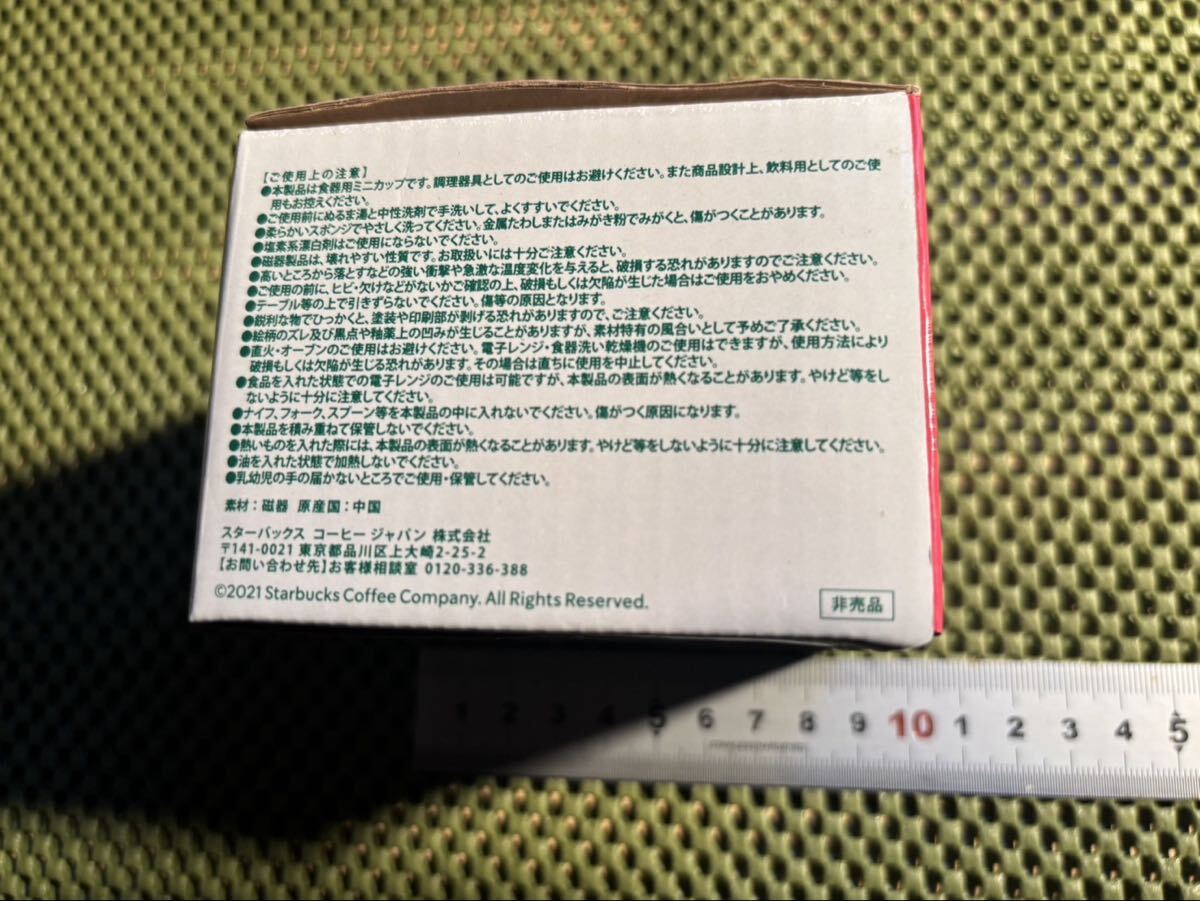 【ご使用上の注意】
●本製品は食器用ミニカップです。調理器具としてのご使用はお避けください。また商品設計上、飲料用としてのご使
用もお控えください。
●ご使用前にぬるま湯と中性洗剤で手洗いして、よくすすいでください。
●柔らかいスポンジでやさしく洗ってください。金属たわしまたはみがき粉でみがくと、傷がつくことがあります。
●塩素系漂白剤はご使用にならないでください。
●磁器製品は、壊れやすい性質です。お取扱いには十分ご注意ください。
●高いところから落とすなどの強い衝撃や急激な温度変化を与えると、破損する恐れがありますのでご注意ください。
●ご使用の前に、ヒビ・欠けなどがないかご確認の上、破損もしくは欠陥が生じた場合はご使用をおやめください。
●テーブル等の上で引きずらないでください。傷等の原因となります。
●鋭利な物でひっかくと、塗装や印刷部が剥げる恐れがありますので、ご注意ください。
●絵柄のズレ及び黒点や釉薬上の凹みが生じることがありますが、素材特有の風合いとして予めご了承ください。
●直火・オーブンのご使用はお避けください。電子レンジ・食器洗い乾燥機のご使用はできますが、使用方法により
破損もしくは欠陥が生じる恐れがあります。その場合は直ちに使用を中止してください。
●食品を入れた状態での電子レンジのご使用は可能ですが、本製品の表面が熱くなることがあります。やけど等をし
ないように十分に注意してください。
●ナイフ、フォーク、スプーン等を本製品の中に入れないでください。傷がつく原因になります。
●本製品を積み重ねて保管しないでください。
●熱いものを入れた際には、本製品の表面が熱くなることがあります。やけど等をしないように十分に注意してください。
●油を入れた状態で加熱しないでください。
●乳幼児の手の届かないところでご使用・保管してください。
素材：磁器 原産国：中国
スターバックス コーヒー ジャパン 株式会社
〒141-0021 東京都品川区上大崎2-25-2
【お問い合わせ先】お客様相談室 0120-336-388
©2021 Starbucks Coffee Company. All Rights Reserved.
非売品
1 2 3 4 5 6 7 8 9 10 1 2 3 4 5